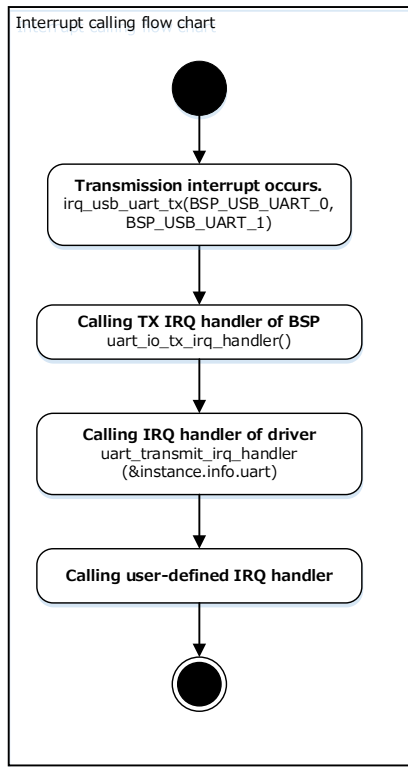 Interrupt calling flow chart
Transmission interrupt occurs.
irq_usb_uart_tx(BSP_USB_UART_0,
BSP_USB_UART_1)
Calling TX IRQ handler of BSP
uart_io_tx_irq_handler()
Calling IRQ handler of driver
uart_transmit_irq_handler
(&instance.info.uart)
Calling user-defined IRQ handler